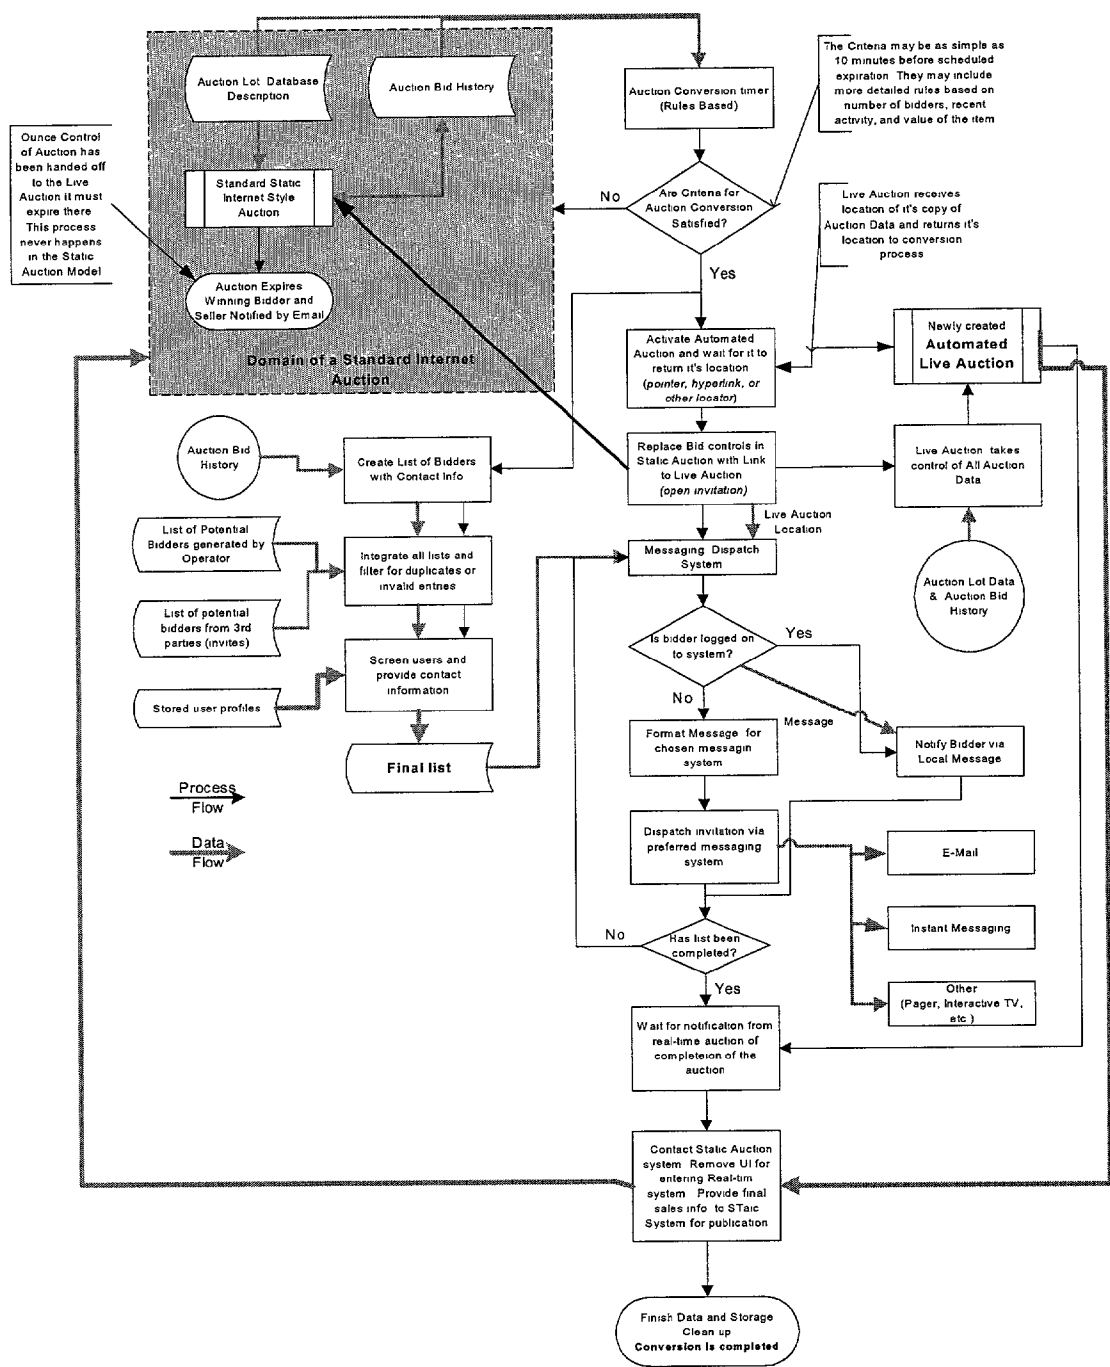 Auction Lot Database
Description
Auction Bid History
Auction Conversion timer
(Rules Based)
The Criteria may be as simple as
10 minutes before scheduled
expiration They may include
more detailed rules based on
number of bidders, recent
activity, and value of the item
Ounce Control
of Auction has
been handed off
to the Live
Auction it must
expire there
This process
never happens
in the Static
Auction Model
Standard Static
Internet Style
Auction
No
Are Criteria for
Auction Conversion
Satisfied?
Live Auction receives
location of it's copy of
Auction Data and returns it's
location to conversion
process
Yes
Auction Expires
Winning Bidder and
Seller Notified by Email
Domain of a Standard Internet
Auction
Activate Automated
Auction and wait for it to
return it's location
(pointer, hyperlink, or
other locator)
Newly created
Automated
Live Auction
Auction Bid
History
Create List of Bidders
with Contact Info
Replace Bid controls in
Static Auction with Link
to Live Auction
(open invitation)
Live Auction takes
control of All Auction
Data
Live Auction
Location
List of Potential
Bidders generated by
Operator
Integrate all lists and
filter for duplicates or
invalid entries
Messaging Dispatch
System
Auction Lot Data
& Auction Bid
History
List of potential
bidders from 3rd
parties (invites)
Is bidder logged on
to system?
Yes
Screen users and
provide contact
information
Stored user profiles
No
Message
Format Message for
chosen messagin
system
Notify Bidder via
Local Message
Final list
Process
Flow
Data
Flow
Dispatch invitation via
preferred messaging
system
E-Mail
Instant Messaging
No
Has list been
completed?
Yes
Other
(Pager, Interactive TV,
etc )
Wait for notification from
real-time auction of
completeion of the
auction
Contact Static Auction
system Remove UI for
entering Real-tim
system Provide final
sales info to STaic
System for publication
Finish Data and Storage
Clean up
Conversion is completed